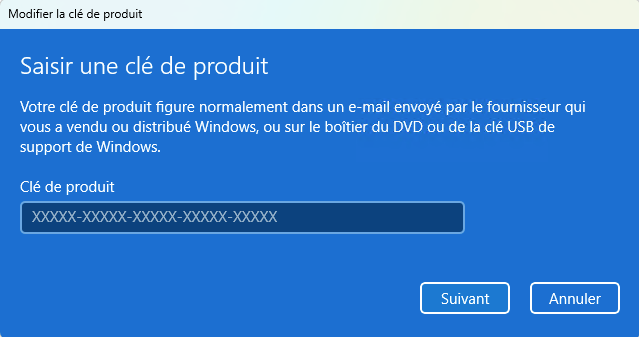 Modifier la clé de produit
Saisir une clé de produit
Votre clé de produit figure normalement dans un e-mail envoyé par le fournisseur qui
vous a vendu ou distribué Windows, ou sur le boîtier du DVD ou de la clé USB de
support de Windows.
Clé de produit
XXXXX-XXXXX-XXXXX-XXXXX-XXXXX
Suivant
Annuler